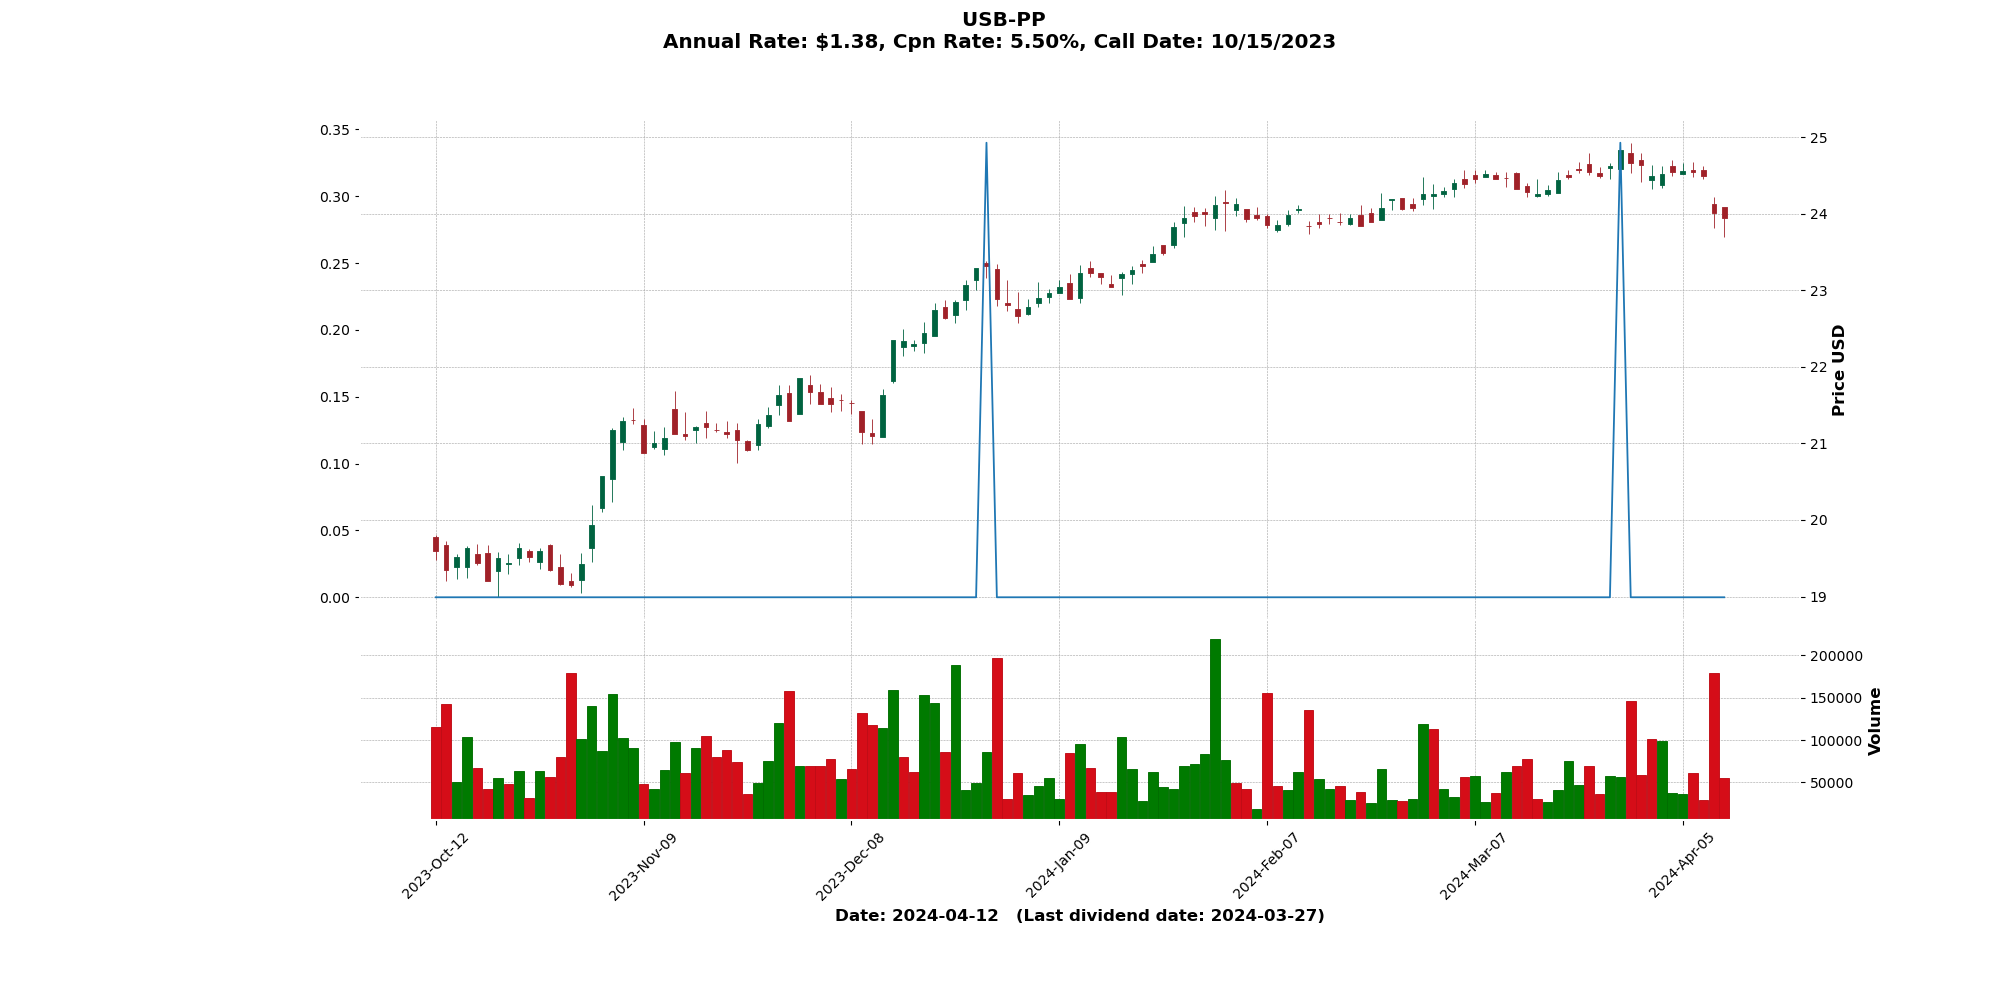 USB-PP
Annual Rate: $1.38, Cpn Rate: 5.50%, Call Date: 10/15/2023
0.35
0.30
0.25
0.20
0.15
0.10
0.05
0.00
25
24
23
22
21
20
19
Price USD
200000
150000
100000
50000
Volume
2023-Oct-12
2023-Nov-09
2023-Dec-08
2024-Jan-09
2024-Feb-07
2024-Mar-07
2024-Apr-05
Date: 2024-04-12 (Last dividend date: 2024-03-27)